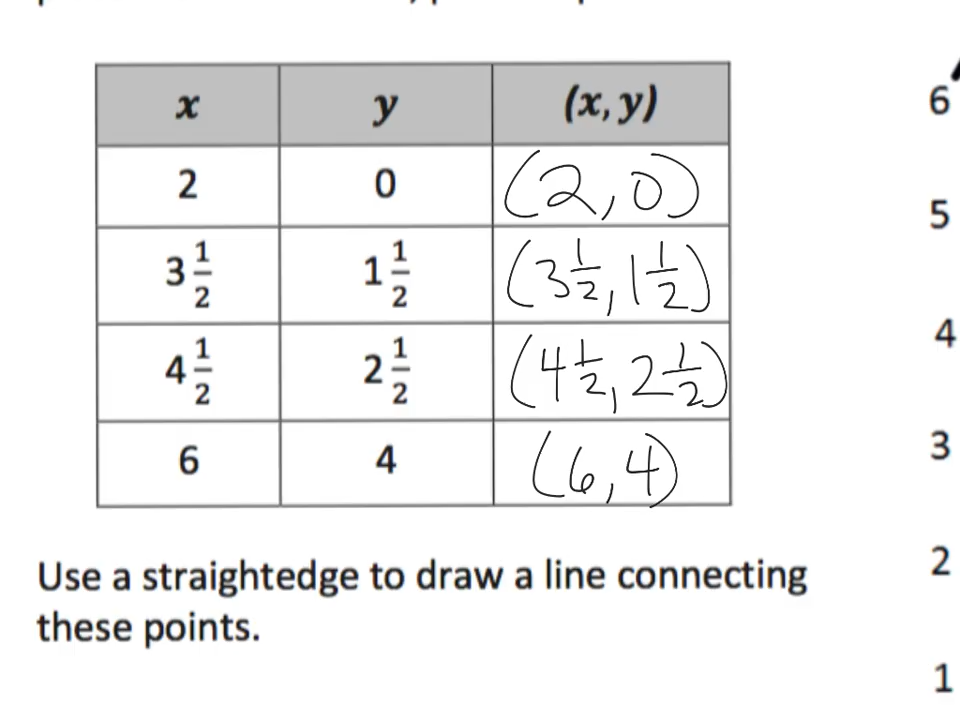 x y (x, y)
2 0 (2,0)
3 1/2 1 1/2 (3 1/2, 1 1/2)
4 1/2 2 1/2 (4 1/2, 2 1/2)
6 4 (6,4)
Use a straightedge to draw a line connecting
these points.
6
5
4
3
2
1